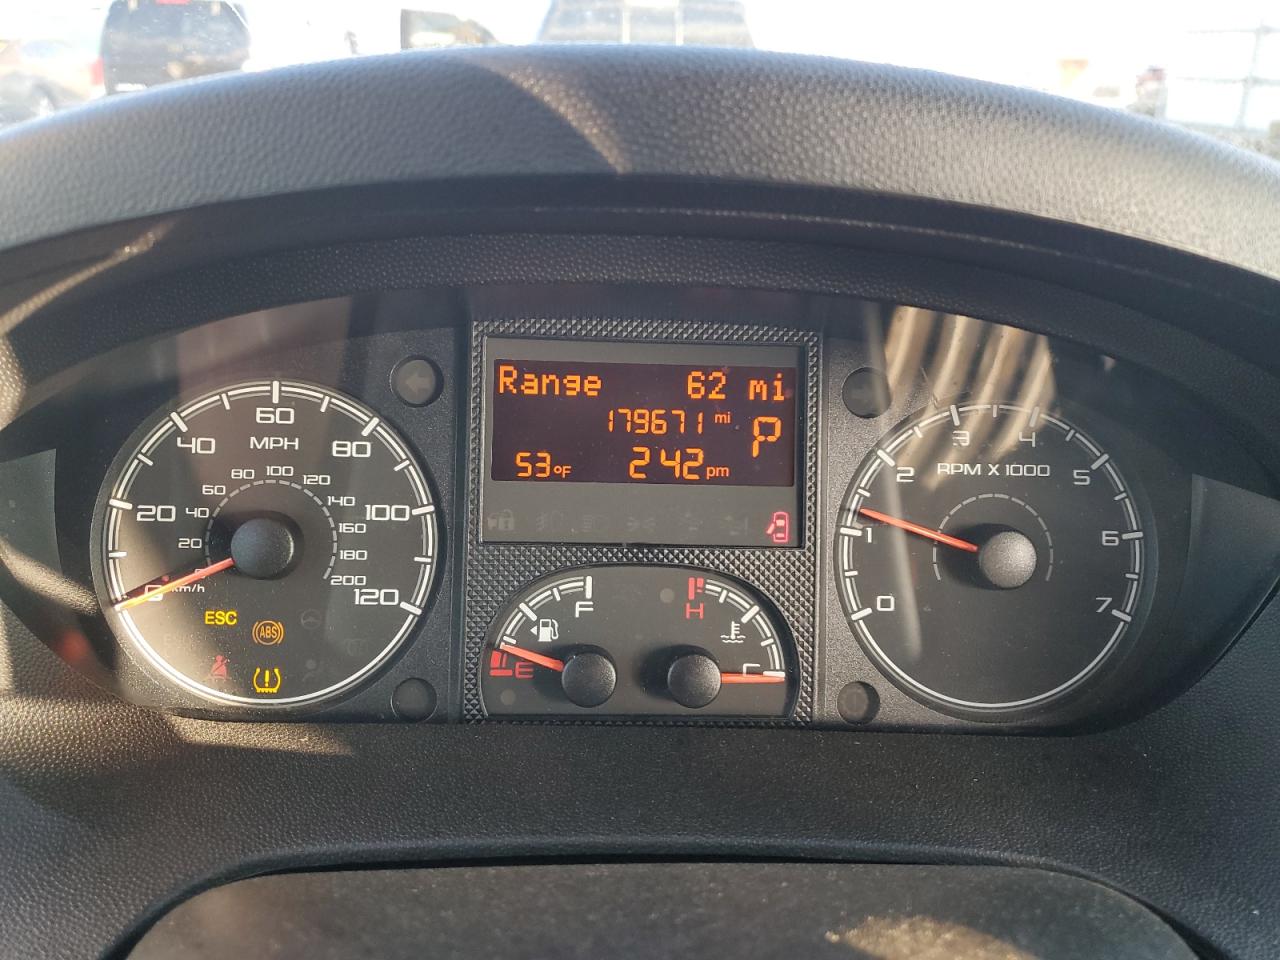 Range 62 mi
179671 mi
P
53°F 242 pm
0 20 40 60 80 100 120
MPH
0 20 40 60 80 100 120 140 160 180 200
km/h
ESC
ABS
F
E
H
C
0 1 2 3 4 5 6 7
RPM X 1000